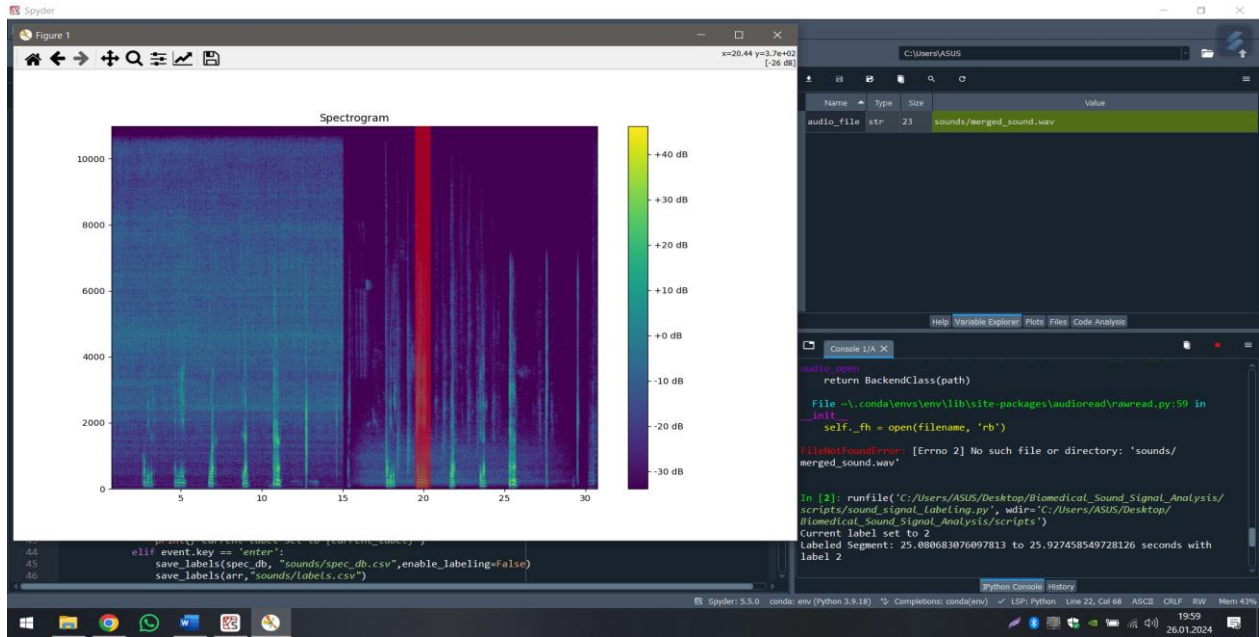 Spyder
Figure 1
x=20.44 y=3.7e+02
[-26 dB]
C:\Users\ASUS
Name Type Size Value
audio_file str 23 sounds/merged_sound.wav
Spectrogram
10000
8000
6000
4000
2000
0
5 10 15 20 25 30
+40 dB
+30 dB
+20 dB
+10 dB
+0 dB
-10 dB
-20 dB
-30 dB
Help Variable Explorer Plots Files Code Analysis
Console 1/A
audio_open
return BackendClass(path)
File ~\.conda\envs\env\lib\site-packages\audioread\rawread.py:59 in
__init__
self._fh = open(filename, 'rb')
FileNotFoundError: [Errno 2] No such file or directory: 'sounds/
merged_sound.wav'
In [2]: runfile('C:/Users/ASUS/Desktop/Biomedical_Sound_Signal_Analysis/
scripts/sound_signal_labeling.py', wdir='C:/Users/ASUS/Desktop/
Biomedical_Sound_Signal_Analysis/scripts')
Current label set to 2
Labeled Segment: 25.080683076097813 to 25.927458549728126 seconds with
label 2
IPython Console History
44 elif event.key == 'enter':
45 save_labels(spec_db, "sounds/spec_db.csv",enable_labeling=False)
46 save_labels(arr,"sounds/labels.csv")
Spyder: 5.5.0 conda: env (Python 3.9.18) Completions: conda(env) LSP: Python Line 22, Col 68 ASCII CRLF RW Mem 43%
19:59
26.01.2024